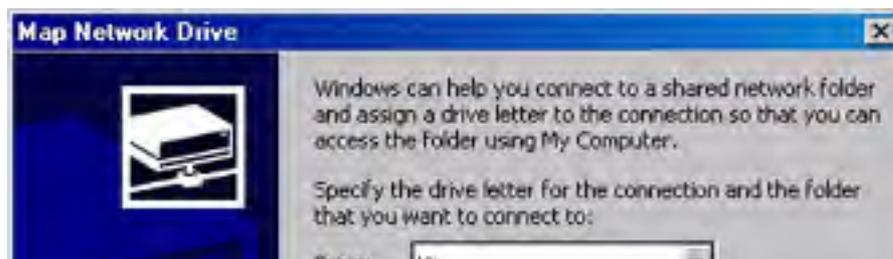 Map Network Drive
Windows can help you connect to a shared network folder
and assign a drive letter to the connection so that you can
access the folder using My Computer.
Specify the drive letter for the connection and the folder
that you want to connect to: